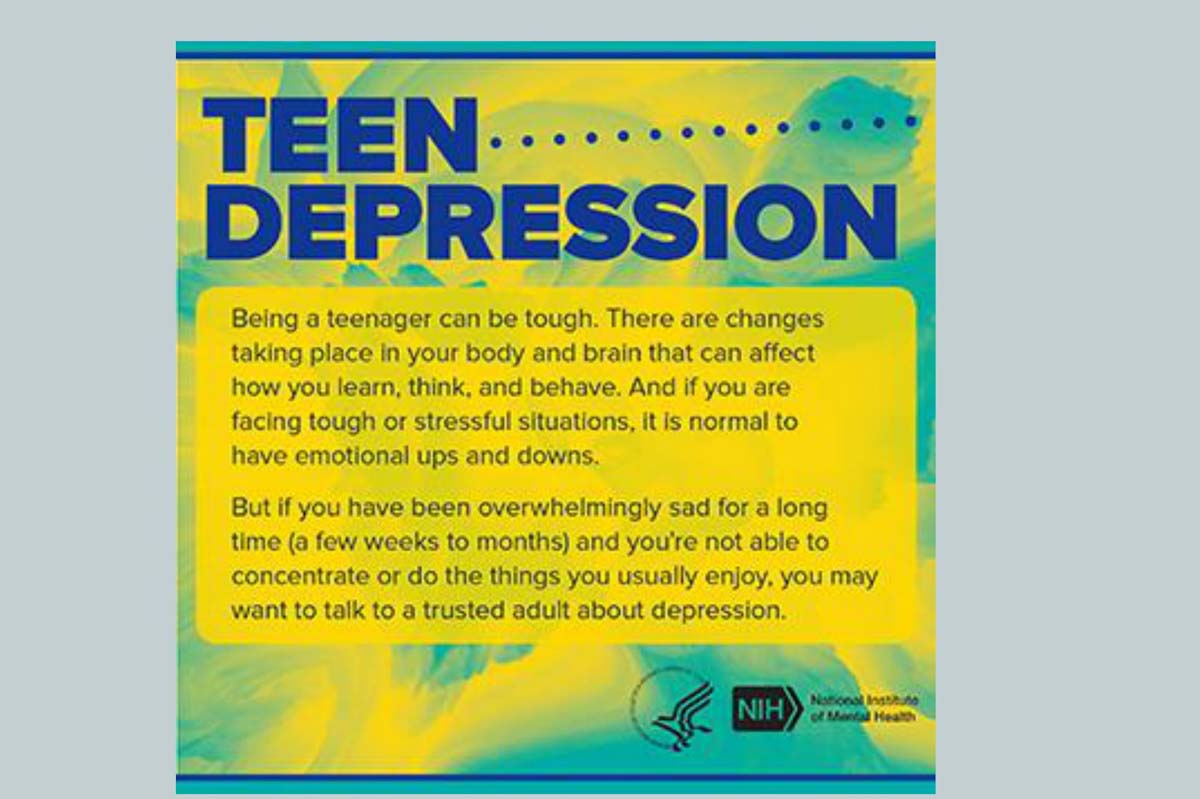 TEEN
DEPRESSION
Being a teenager can be tough. There are changes
taking place in your body and brain that can affect
how you learn, think, and behave. And if you are
facing tough or stressful situations, it is normal to
have emotional ups and downs.
But if you have been overwhelmingly sad for a long
time (a few weeks to months) and you're not able to
concentrate or do the things you usually enjoy, you may
want to talk to a trusted adult about depression.
NIH
National Institute
of Mental Health